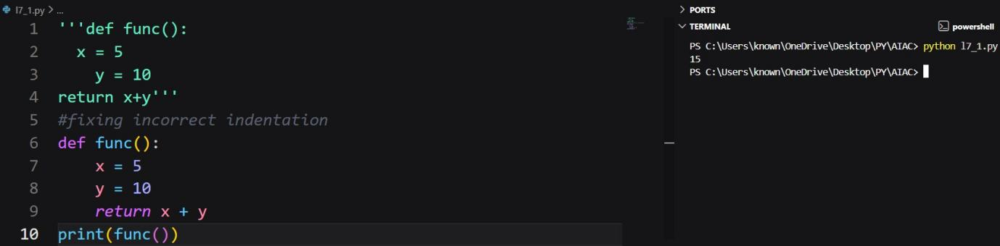 l7_1.py > ...
1 '''def func():
2   x = 5
3     y = 10
4 return x+y'''
5 #fixing incorrect indentation
6 def func():
7     x = 5
8     y = 10
9     return x + y
10 print(func())
> PORTS
TERMINAL
powershell
PS C:\Users\known\OneDrive\Desktop\PY\AIAC> python l7_1.py
15
PS C:\Users\known\OneDrive\Desktop\PY\AIAC>